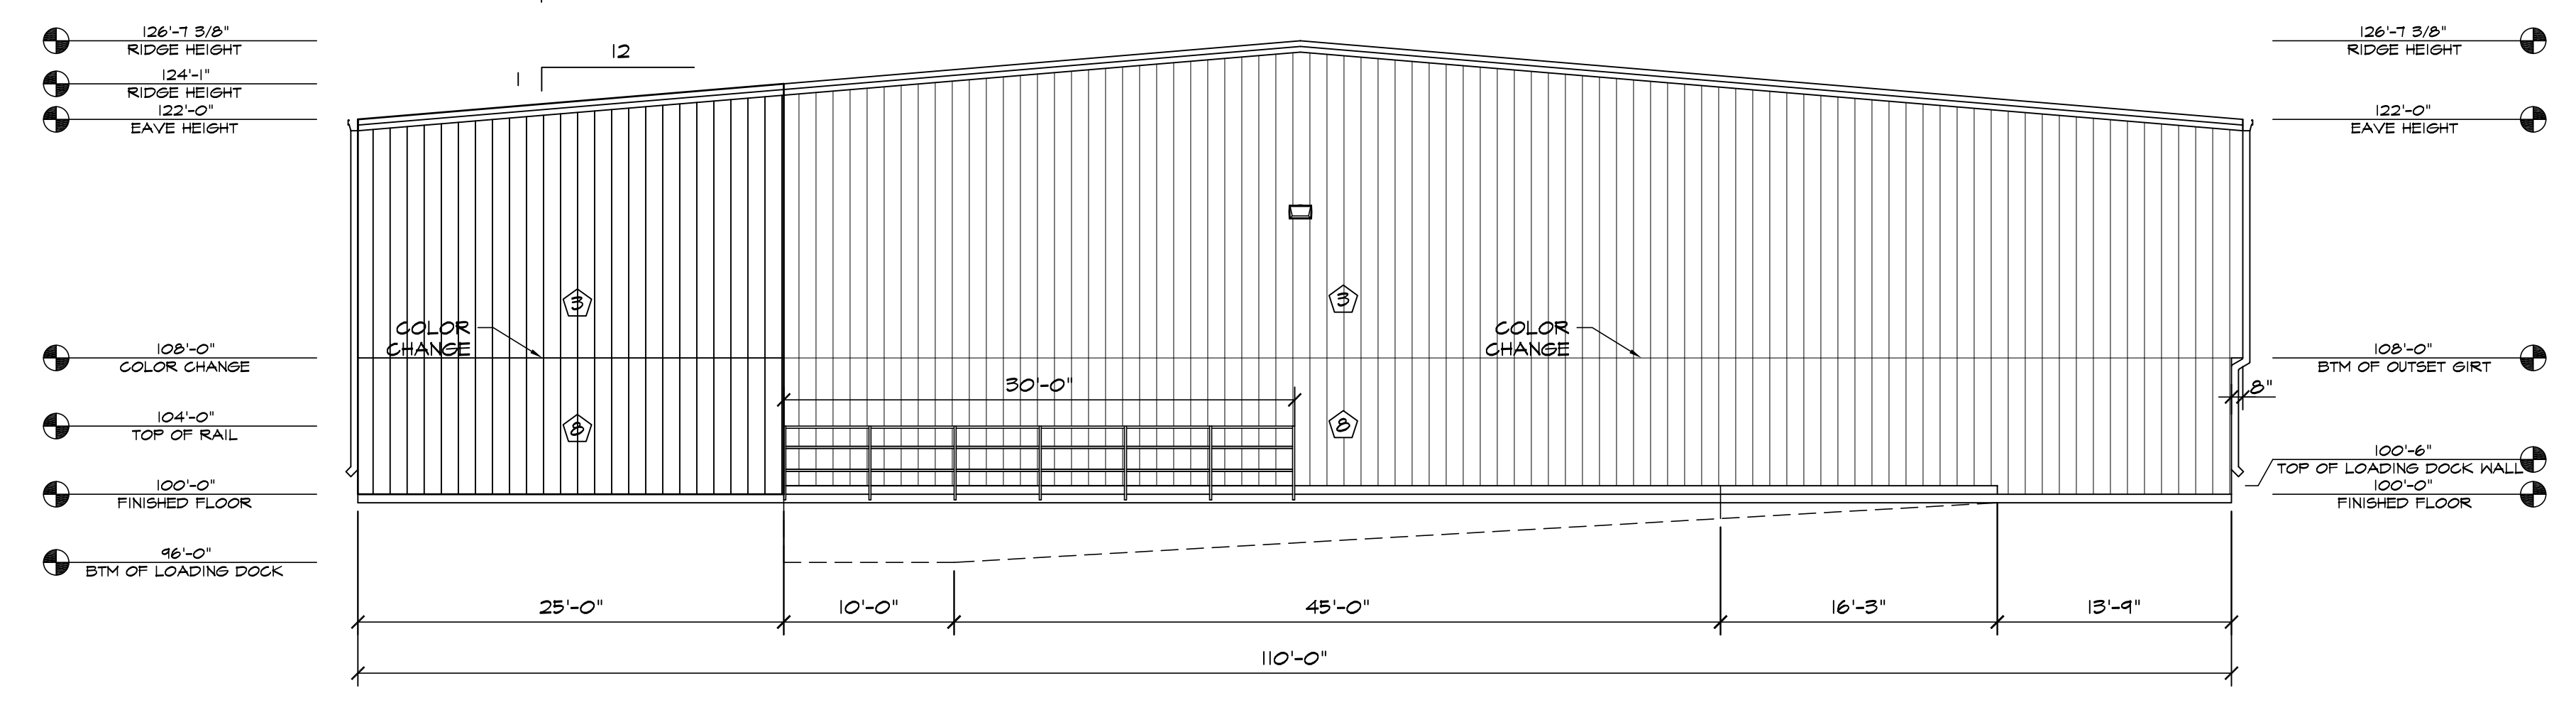 126'-7 3/8"
RIDGE HEIGHT
124'-1"
RIDGE HEIGHT
122'-0"
EAVE HEIGHT
108'-0"
COLOR CHANGE
104'-0"
TOP OF RAIL
100'-0"
FINISHED FLOOR
96'-0"
BTM OF LOADING DOCK
12
1
3
COLOR
CHANGE
8
30'-0"
3
8
COLOR
CHANGE
25'-0"
10'-0"
45'-0"
16'-3"
13'-9"
110'-0"
126'-7 3/8"
RIDGE HEIGHT
122'-0"
EAVE HEIGHT
108'-0"
BTM OF OUTSET GIRT
8"
100'-6"
TOP OF LOADING DOCK WALL
100'-0"
FINISHED FLOOR